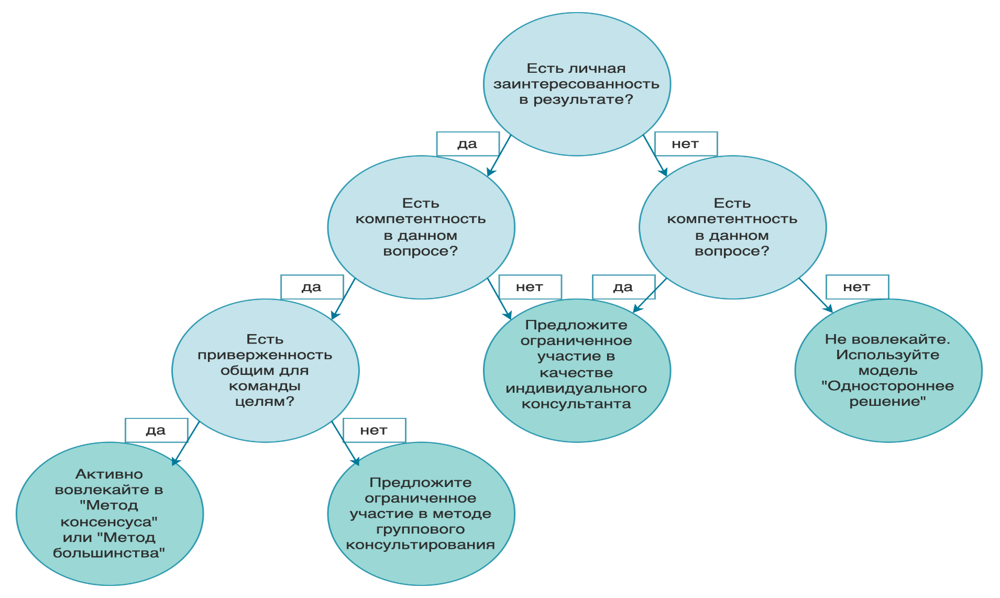 Есть личная
заинтересованность
в результате?
да
нет
Есть
компетентность
в данном
вопросе?
Есть
компетентность
в данном
вопросе?
да
нет
да
нет
Есть
приверженность
общим для
команды
целям?
Предложите
ограниченное
участие в
качестве
индивидуального
консультанта
Не вовлекайте.
Используйте
модель
"Одностороннее
решение"
да
нет
Активно
вовлекайте в
"Метод
консенсуса"
или "Метод
большинства"
Предложите
ограниченное
участие в методе
группового
консультирования